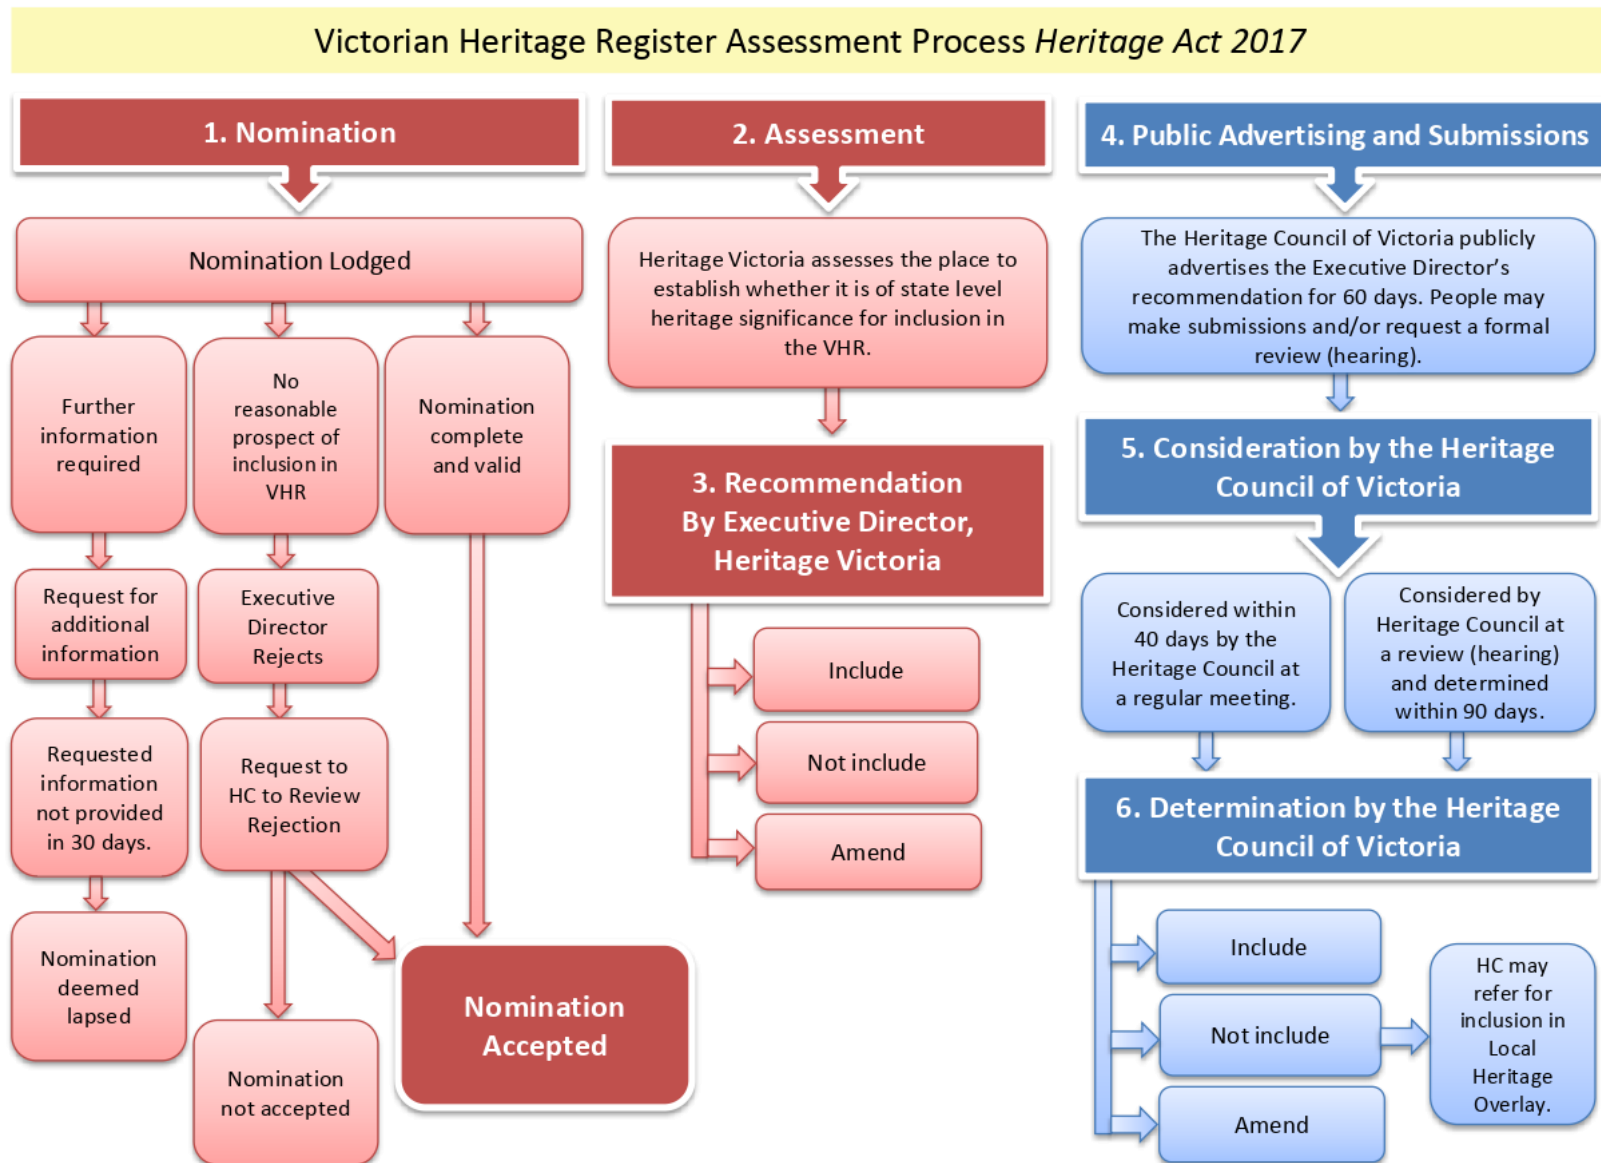 Victorian Heritage Register Assessment Process Heritage Act 2017
1. Nomination
Nomination Lodged
Further
information
required
No
reasonable
prospect of
inclusion in
VHR
Nomination
complete
and valid
Request for
additional
information
Executive
Director
Rejects
Requested
information
not provided
in 30 days.
Request to
HC to Review
Rejection
Nomination
deemed
lapsed
Nomination
not accepted
Nomination
Accepted
2. Assessment
Heritage Victoria assesses the place to
establish whether it is of state level
heritage significance for inclusion in
the VHR.
3. Recommendation
By Executive Director,
Heritage Victoria
Include
Not include
Amend
4. Public Advertising and Submissions
The Heritage Council of Victoria publicly
advertises the Executive Director’s
recommendation for 60 days. People may
make submissions and/or request a formal
review (hearing).
5. Consideration by the Heritage
Council of Victoria
Considered within
40 days by the
Heritage Council at
a regular meeting.
Considered by
Heritage Council at
a review (hearing)
and determined
within 90 days.
6. Determination by the Heritage
Council of Victoria
Include
Not include
Amend
HC may
refer for
inclusion in
Local
Heritage
Overlay.